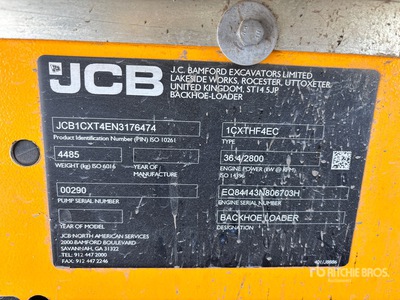 JCB
J.C. BAMFORD EXCAVATORS LIMITED
LAKESIDE WORKS, ROCESTER, UTTOXETER
UNITED KINGDOM, ST14 5JP
BACKHOE-LOADER
JCB1CXT4EN3176474
Product Identification Number (PIN) ISO 10261
1CXTHF4EC
TYPE
4485
WEIGHT (kg) ISO 6016
YEAR OF MANUFACTURE
36.4/2800
ENGINE POWER (kW @ RPM)
ISO 14396
00290
PUMP SERIAL NUMBER
EQ84143N806703H
ENGINE SERIAL NUMBER
YEAR OF MODEL
BACKHOE LOADER
DESIGNATION
JCB NORTH AMERICAN SERVICES
2000 BAMFORD BOULEVARD
SAVANNAH, GA 31322
TEL: 912 447 2000
FAX: 912 447 2246
Ritchie Bros.